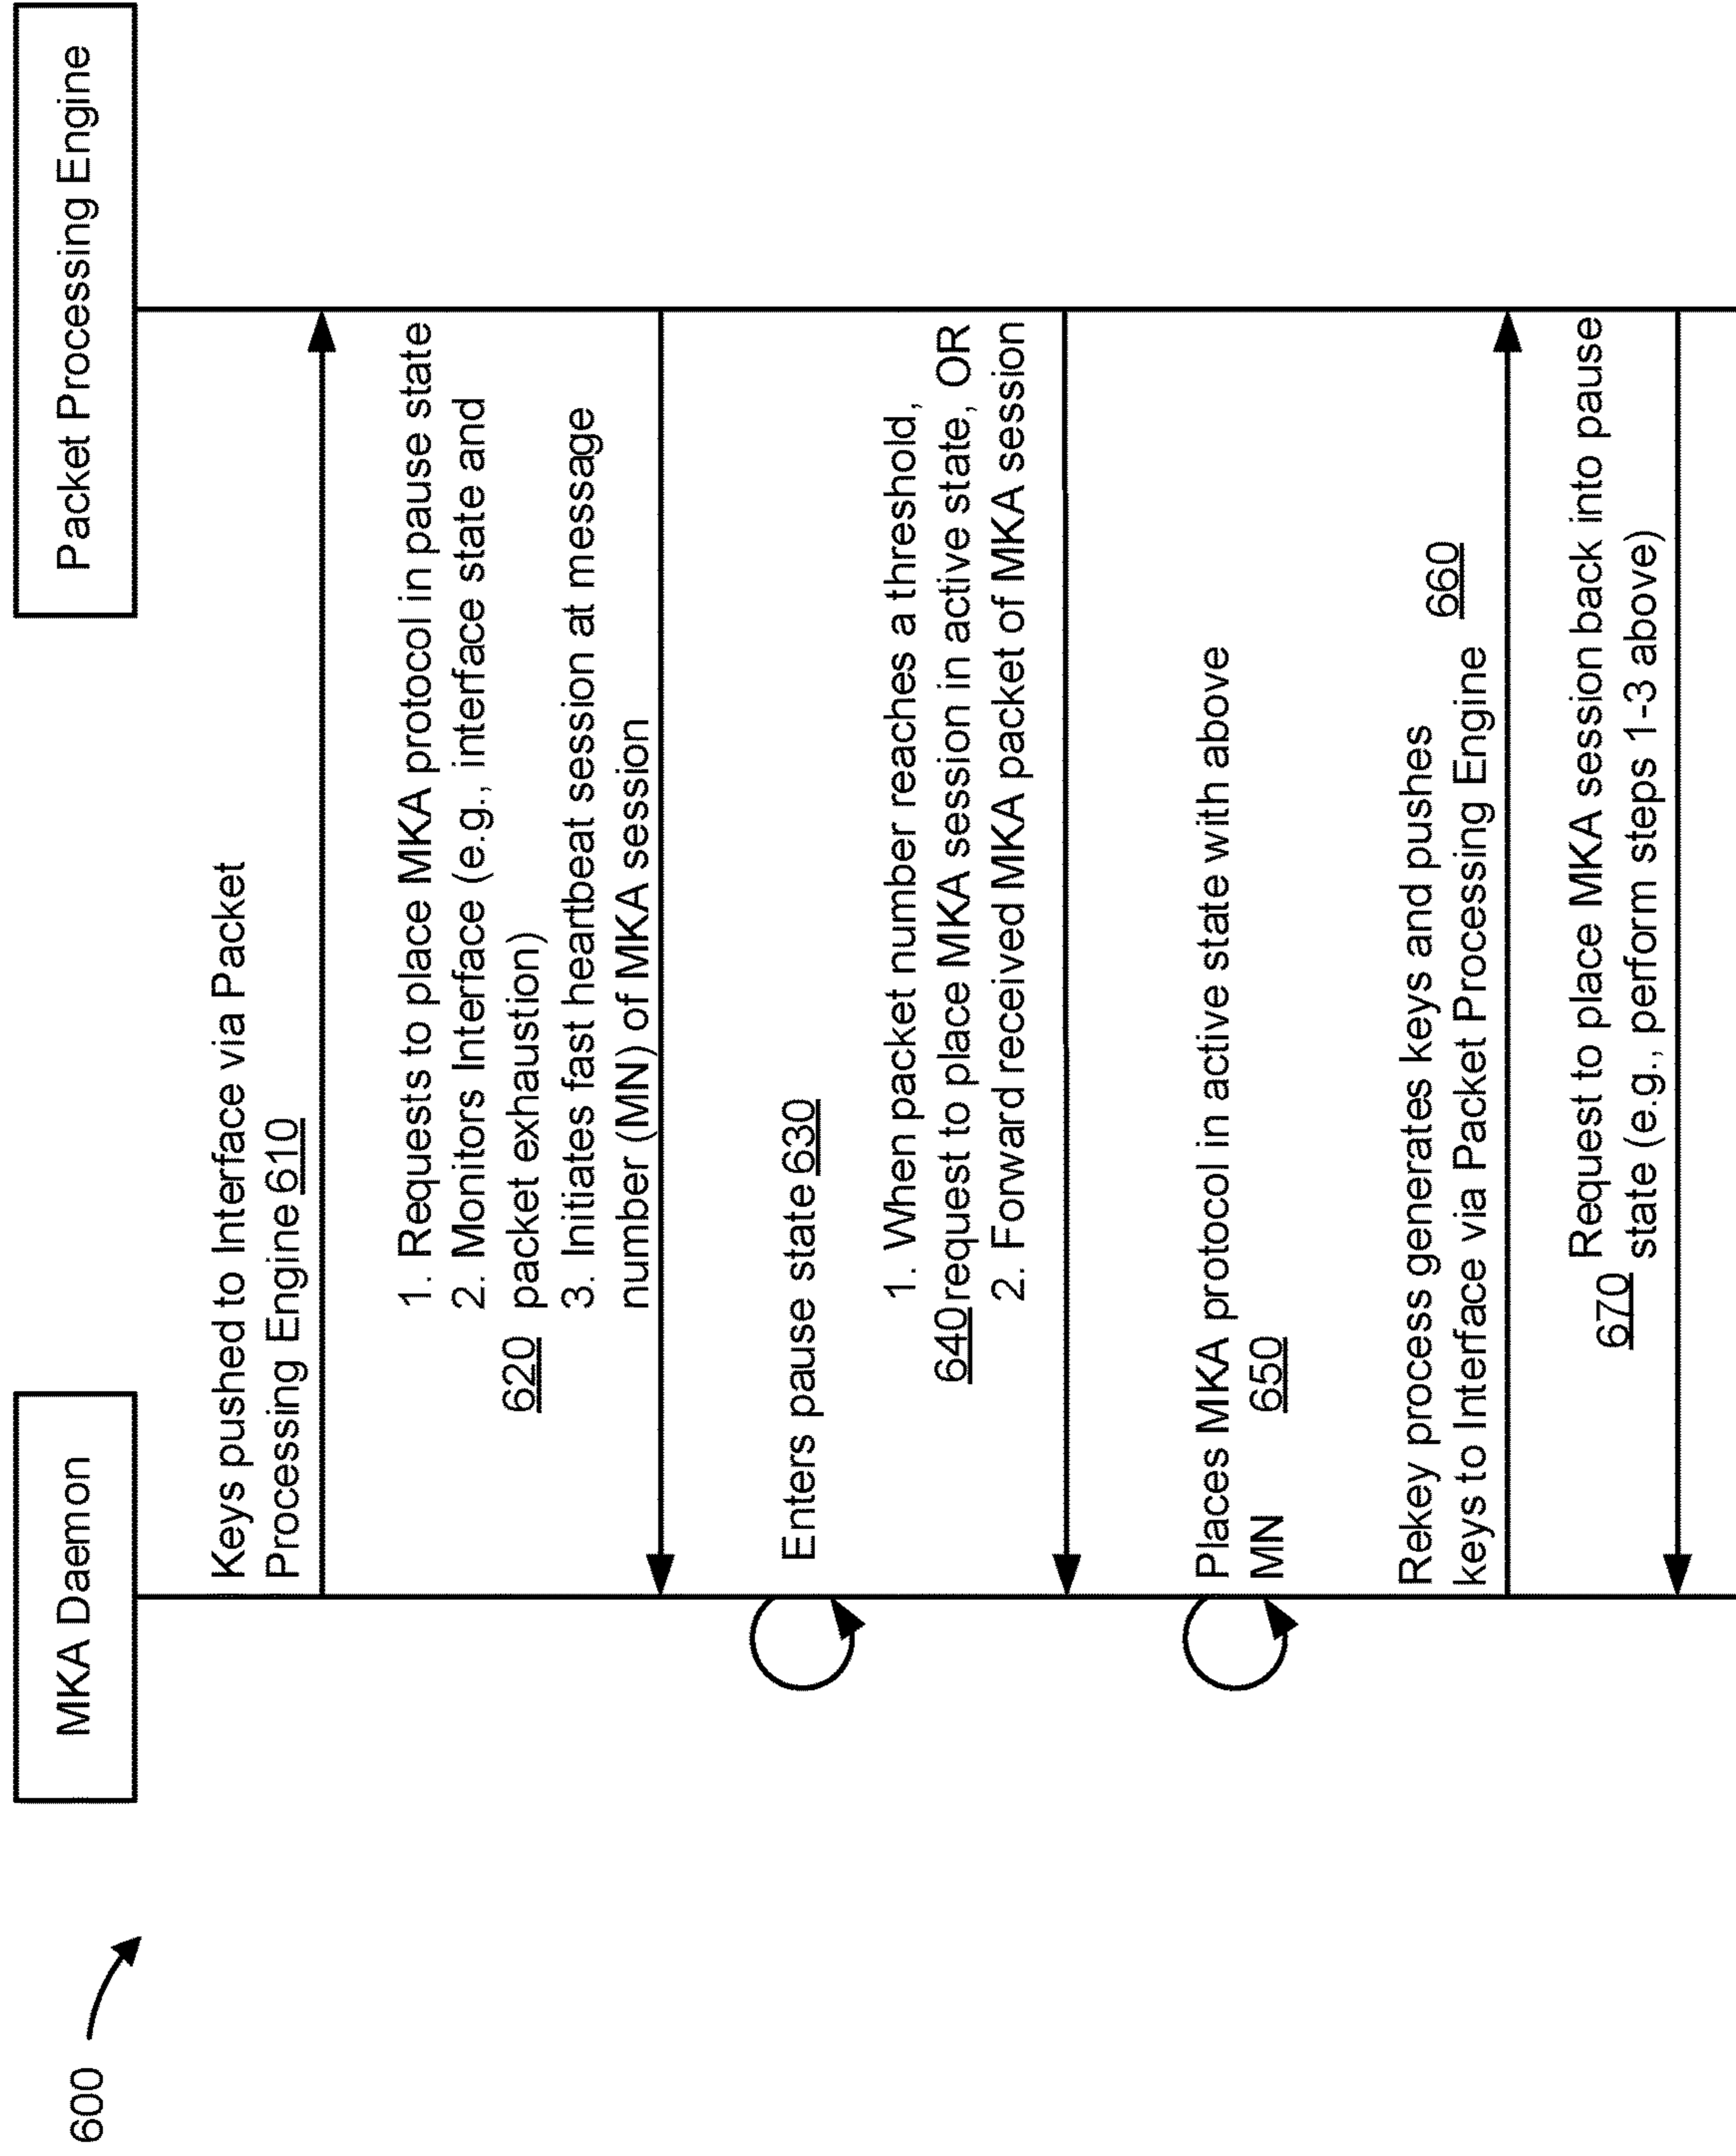 600
MKA Daemon
Packet Processing Engine
Keys pushed to Interface via Packet
Processing Engine 610
1. Requests to place MKA protocol in pause state
2. Monitors Interface (e.g., interface state and
620 packet exhaustion)
3. Initiates fast heartbeat session at message
number (MN) of MKA session
Enters pause state 630
1. When packet number reaches a threshold,
640 request to place MKA session in active state, OR
2. Forward received MKA packet of MKA session
Places MKA protocol in active state with above
MN 650
Rekey process generates keys and pushes 660
keys to Interface via Packet Processing Engine
Request to place MKA session back into pause
670 state (e.g., perform steps 1-3 above)